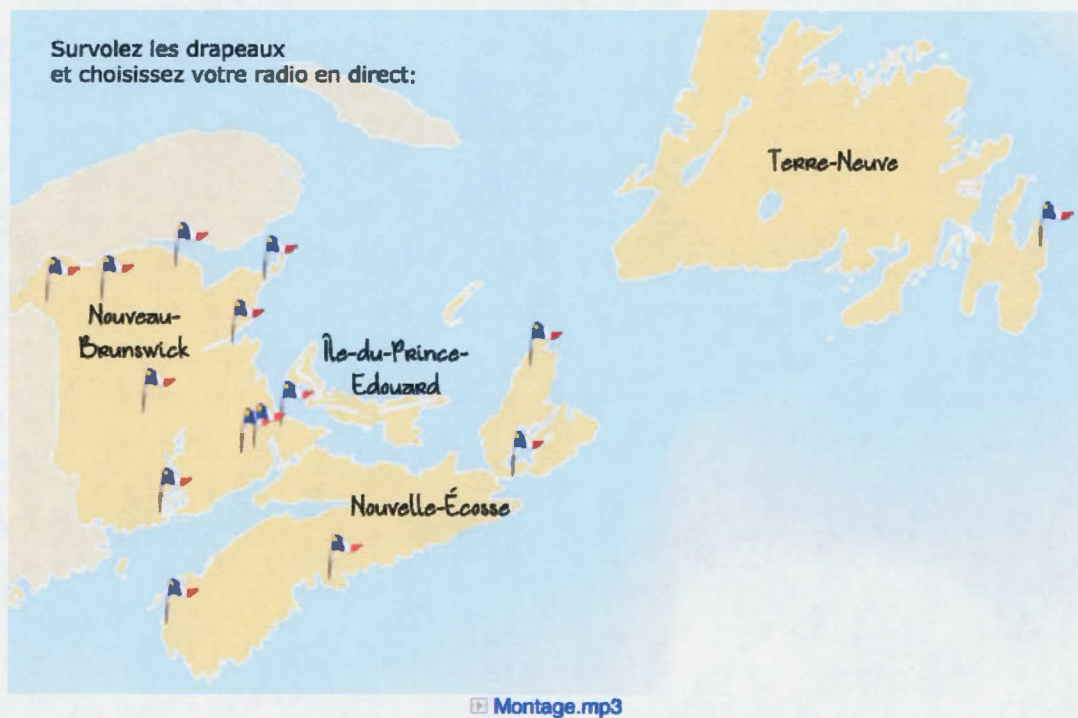 Survolez les drapeaux
et choisissez votre radio en direct:
Terre-Neuve
Nouveau-
Brunswick
Île-du-Prince-
Edouard
Nouvelle-Écosse
Montage.mp3